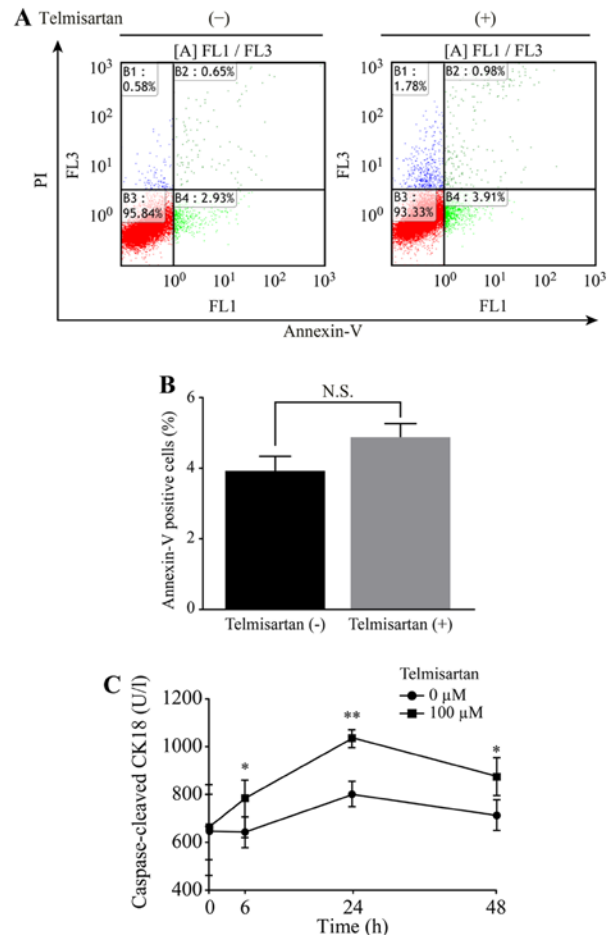 A
Telmisartan (−) (+)
[A] FL1 / FL3
B1 : 0.58%
B2 : 0.65%
B3 : 95.84%
B4 : 2.93%
10³
10²
10¹
10⁰
FL3
PI
10⁰ 10¹ 10² 10³
FL1
[A] FL1 / FL3
B1 : 1.78%
B2 : 0.98%
B3 : 93.33%
B4 : 3.91%
10³
10²
10¹
10⁰
FL3
10⁰ 10¹ 10² 10³
FL1
Annexin-V
B
N.S.
Annexin-V positive cells (%)
6
4
2
0
Telmisartan (-) Telmisartan (+)
C
Telmisartan
0 µM
100 µM
Caspase-cleaved CK18 (U/l)
1200
1000
800
600
400
* ** *
0 6 24 48
Time (h)